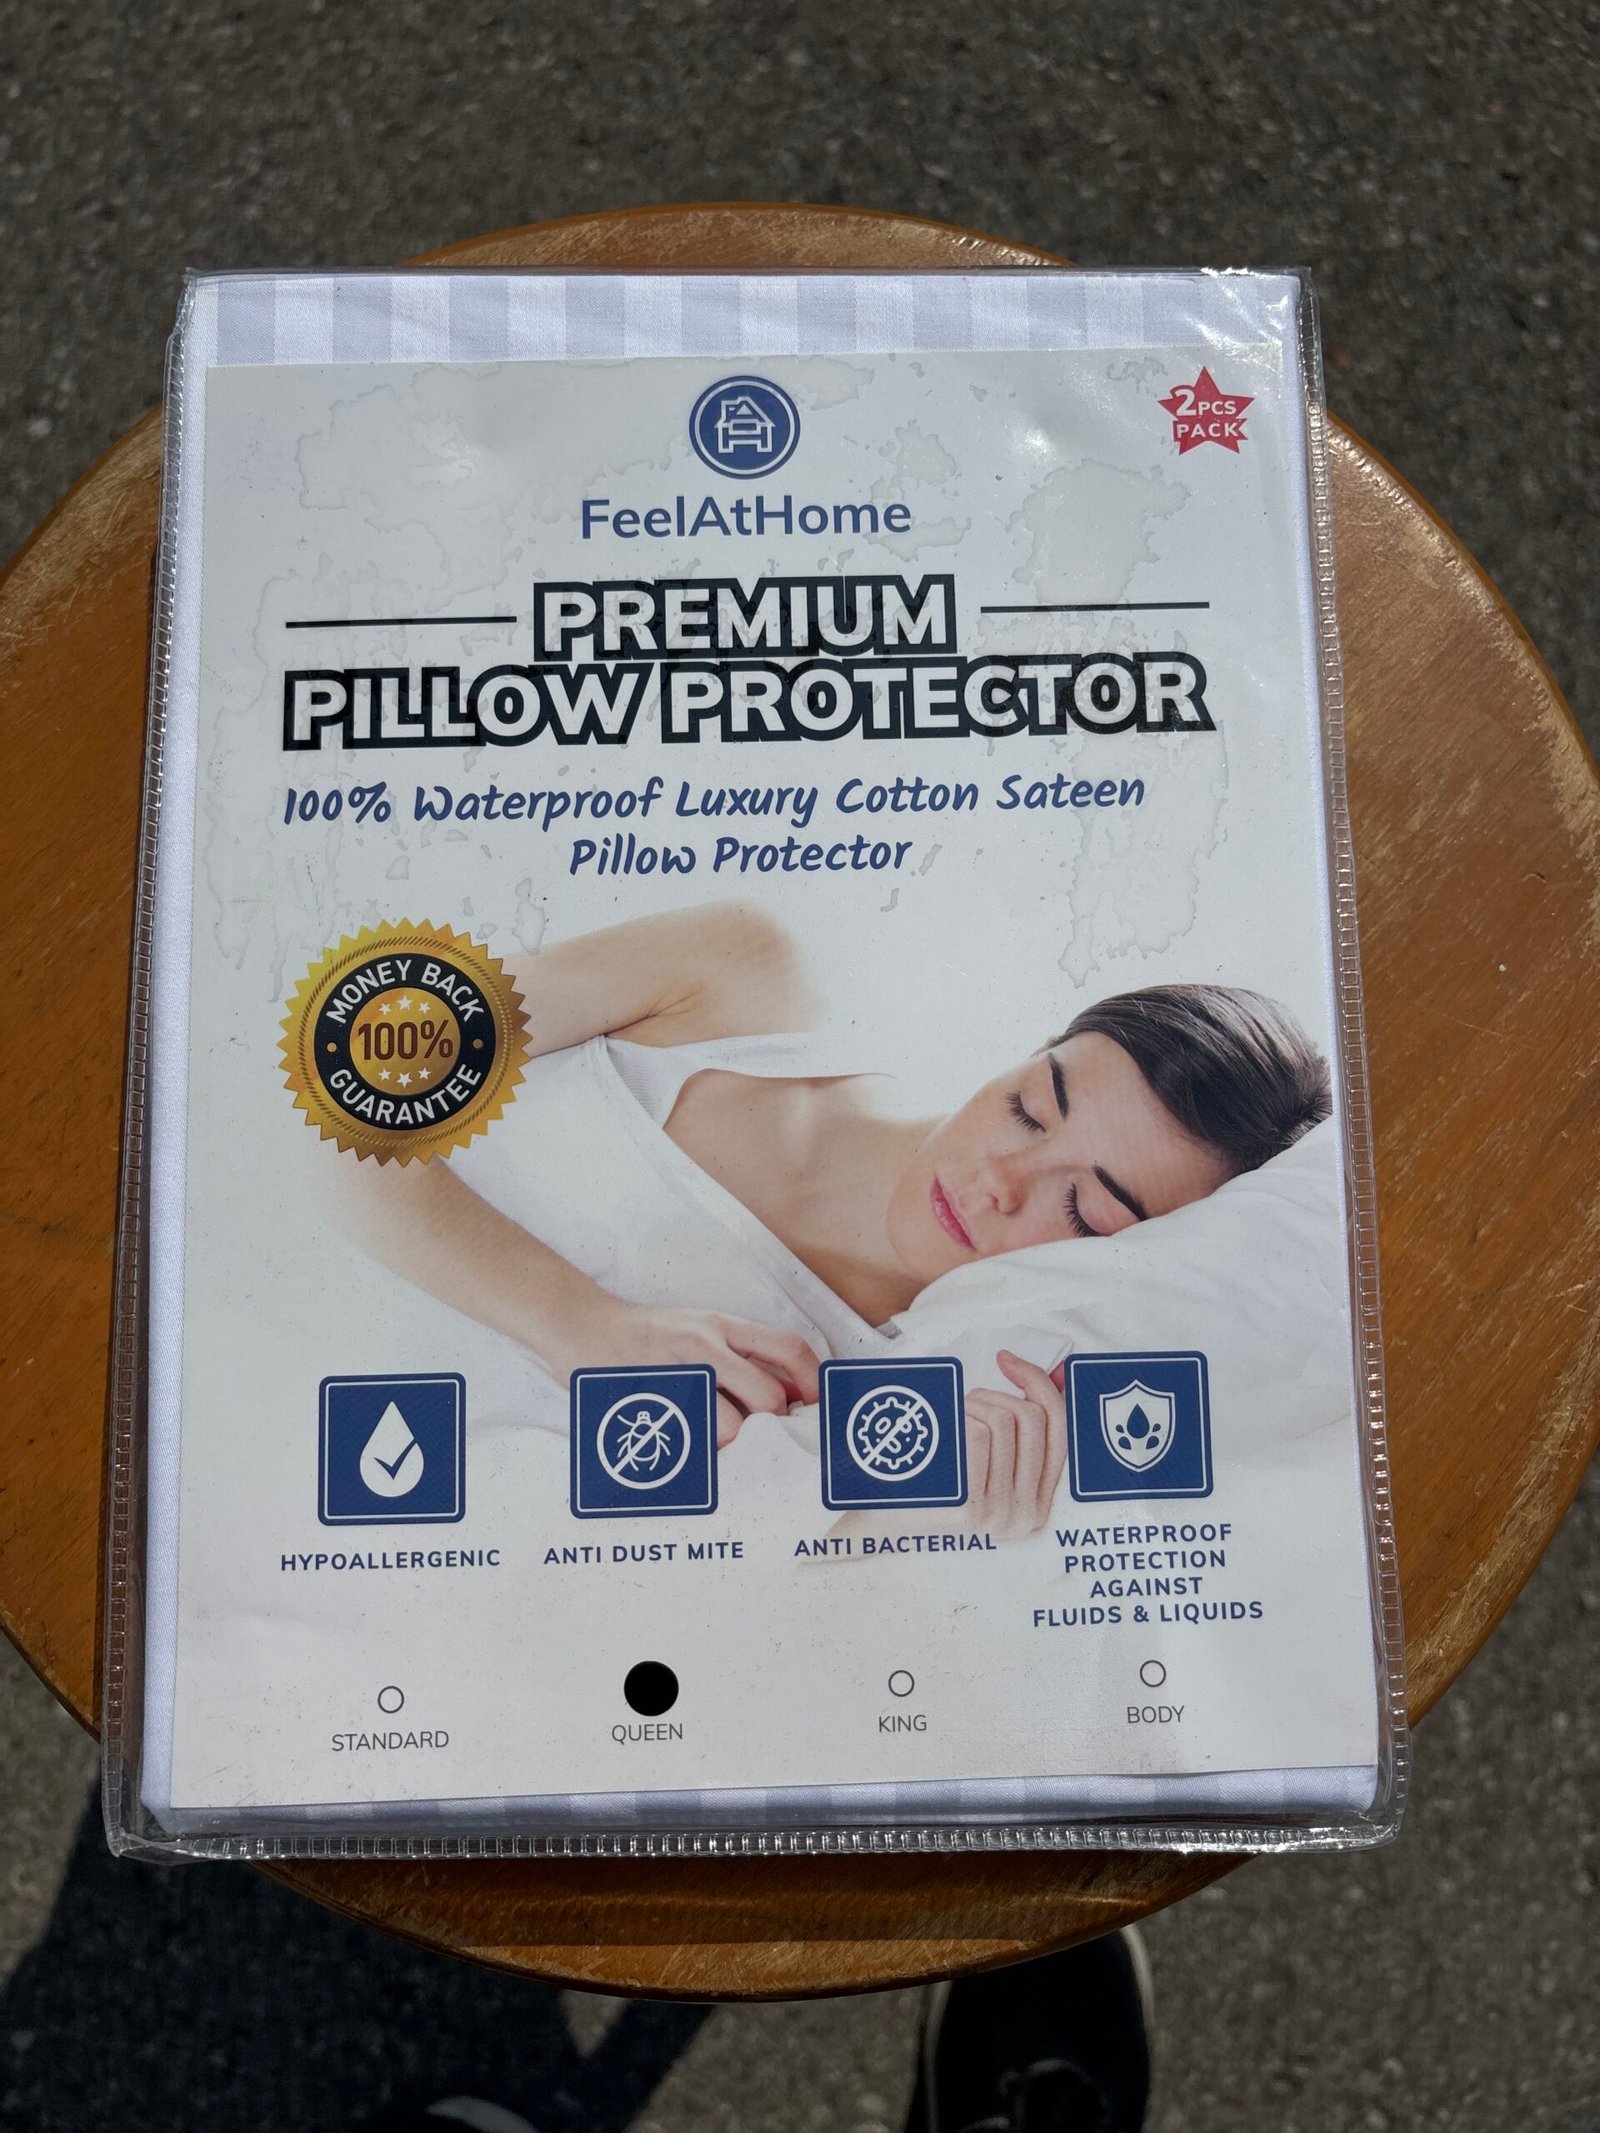 2PCS
PACK
FeelAtHome
PREMIUM
PILLOW PROTECTOR
100% Waterproof Luxury Cotton Sateen
Pillow Protector
MONEY BACK
100%
GUARANTEE
HYPOALLERGENIC
ANTI DUST MITE
ANTI BACTERIAL
WATERPROOF
PROTECTION
AGAINST
FLUIDS & LIQUIDS
STANDARD
QUEEN
KING
BODY